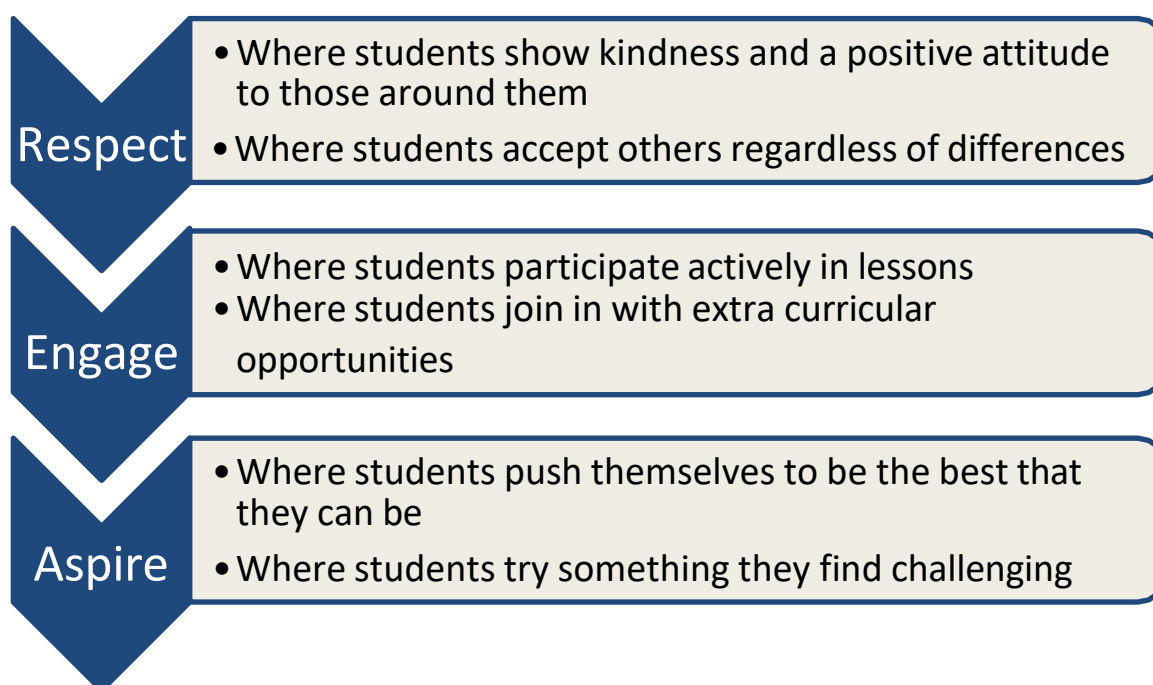 Respect
• Where students show kindness and a positive attitude
to those around them
• Where students accept others regardless of differences
Engage
• Where students participate actively in lessons
• Where students join in with extra curricular
opportunities
Aspire
• Where students push themselves to be the best that
they can be
• Where students try something they find challenging